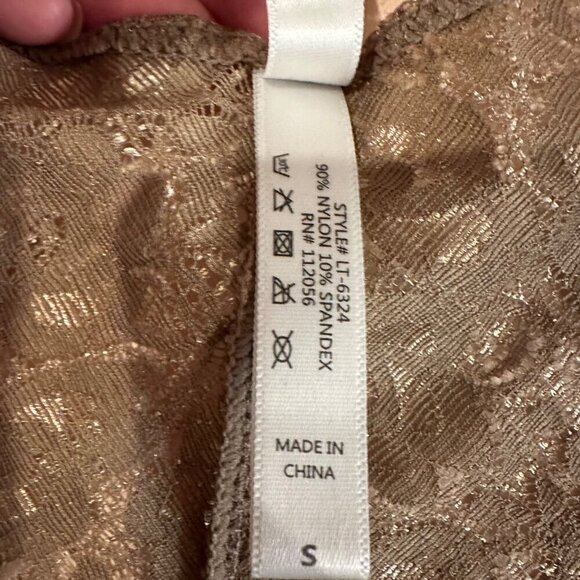 STYLE# LT-6324
90% NYLON 10% SPANDEX
RN# 112056
MADE IN
CHINA
S